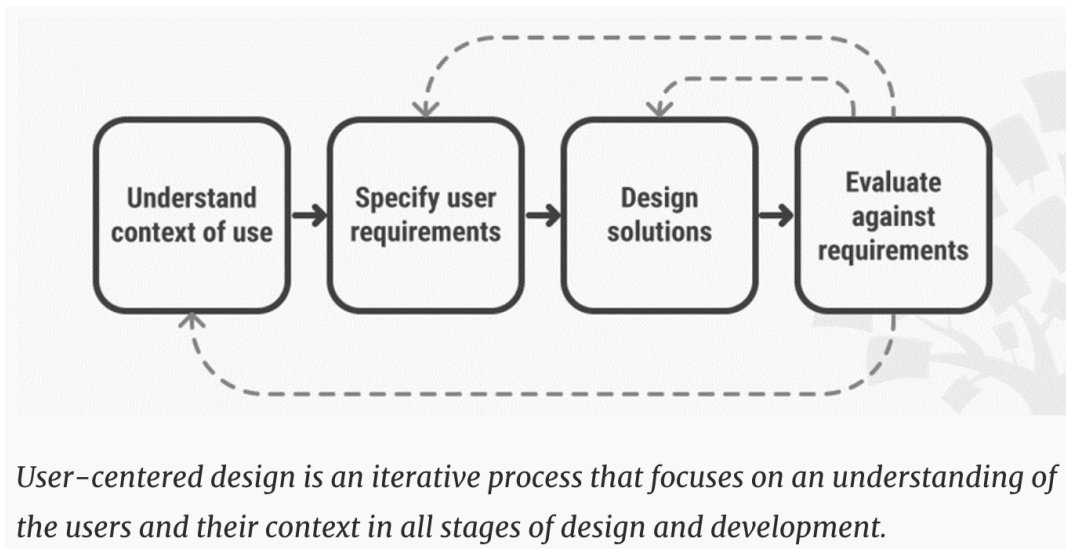 Understand
context of use
Specify user
requirements
Design
solutions
Evaluate
against
requirements
User-centered design is an iterative process that focuses on an understanding of
the users and their context in all stages of design and development.